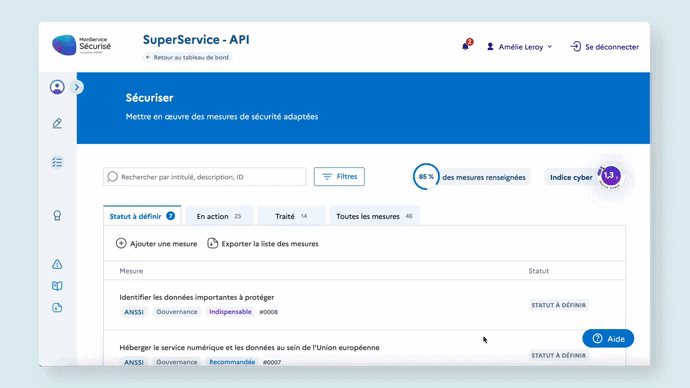 MonService
Sécurisé
SuperService - API
← Retour au tableau de bord
2
Amélie Leroy
Se déconnecter
Sécuriser
Mettre en œuvre des mesures de sécurité adaptées
Rechercher par intitulé, description, ID
Filtres
85 %
des mesures renseignées
Indice cyber
1,3
Statut à définir 7
En action 25
Traité 14
Toutes les mesures 46
Ajouter une mesure
Exporter la liste des mesures
Mesure
Statut
Identifier les données importantes à protéger
ANSSI Gouvernance Indispensable #0008
STATUT À DÉFINIR
Héberger le service numérique et les données au sein de l'Union européenne
ANSSI Gouvernance Recommandée #0007
STATUT À DÉFINIR
Aide